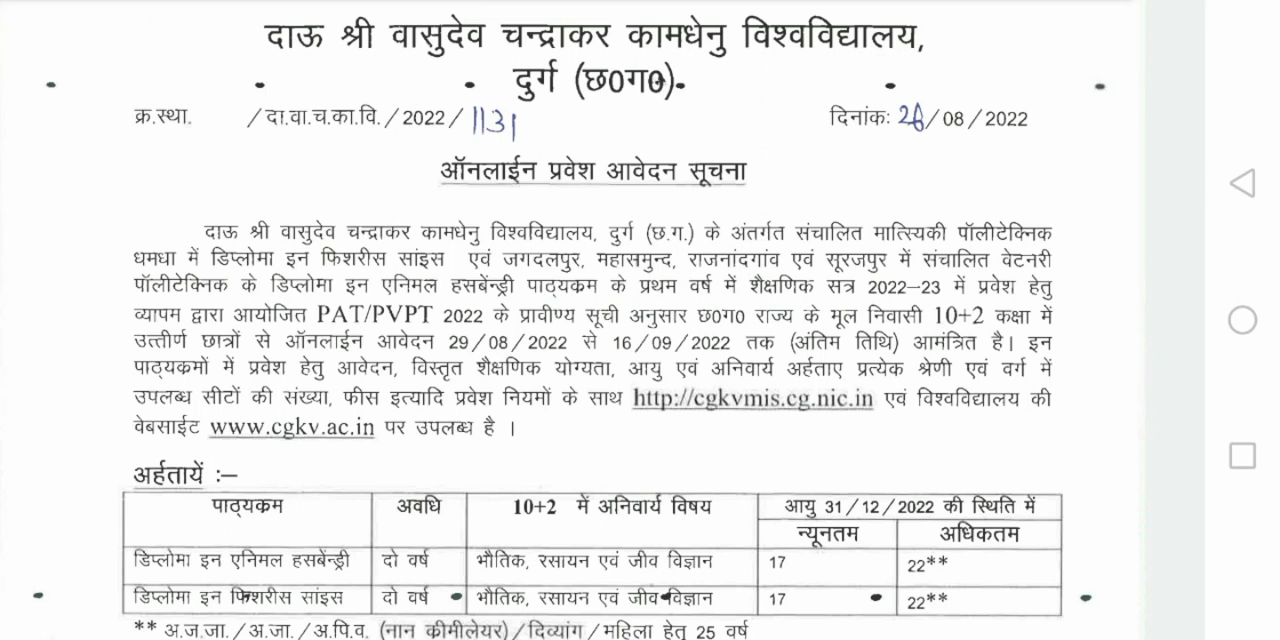 दाऊ श्री वासुदेव चन्द्राकर कामधेनु विश्वविद्यालय,
दुर्ग (छ0ग0)
क्र.स्था. /दा.वा.च.का.वि./2022/1131 दिनांकः 26/08/2022
ऑनलाईन प्रवेश आवेदन सूचना
दाऊ श्री वासुदेव चन्द्राकर कामधेनु विश्वविद्यालय, दुर्ग (छ.ग.) के अंतर्गत संचालित मात्स्यिकी पॉलीटेक्निक
धमधा में डिप्लोमा इन फिशरीस सांइस एवं जगदलपुर, महासमुन्द, राजनांदगांव एवं सूरजपुर में संचालित वेटनरी
पॉलीटेक्निक के डिप्लोमा इन एनिमल हसबेंन्ड्री पाठ्यकम के प्रथम वर्ष में शैक्षणिक सत्र 2022–23 में प्रवेश हेतु
व्यापम द्वारा आयोजित PAT/PVPT 2022 के प्रावीण्य सूची अनुसार छ0ग0 राज्य के मूल निवासी 10+2 कक्षा में
उत्तीर्ण छात्रों से ऑनलाईन आवेदन 29/08/2022 से 16/09/2022 तक (अंतिम तिथि) आमंत्रित है। इन
पाठ्यकमों में प्रवेश हेतु आवेदन, विस्तृत शैक्षणिक योग्यता, आयु एवं अनिवार्य अर्हताए प्रत्येक श्रेणी एवं वर्ग में
उपलब्ध सीटों की संख्या, फीस इत्यादि प्रवेश नियमों के साथ http://cgkvmis.cg.nic.in एवं विश्वविद्यालय की
वेबसाईट www.cgkv.ac.in पर उपलब्ध है ।
अर्हतायें :–
पाठ्यकम अवधि 10+2 में अनिवार्य विषय आयु 31/12/2022 की स्थिति में
न्यूनतम अधिकतम
डिप्लोमा इन एनिमल हसबेंन्ड्री दो वर्ष भौतिक, रसायन एवं जीव विज्ञान 17 22**
डिप्लोमा इन फिशरीस सांइस दो वर्ष भौतिक, रसायन एवं जीव विज्ञान 17 22**
** अ.ज.जा./अ.जा./अ.पि.व. (नान कीमीलेयर)/दिव्यांग/महिला हेतु 25 वर्ष